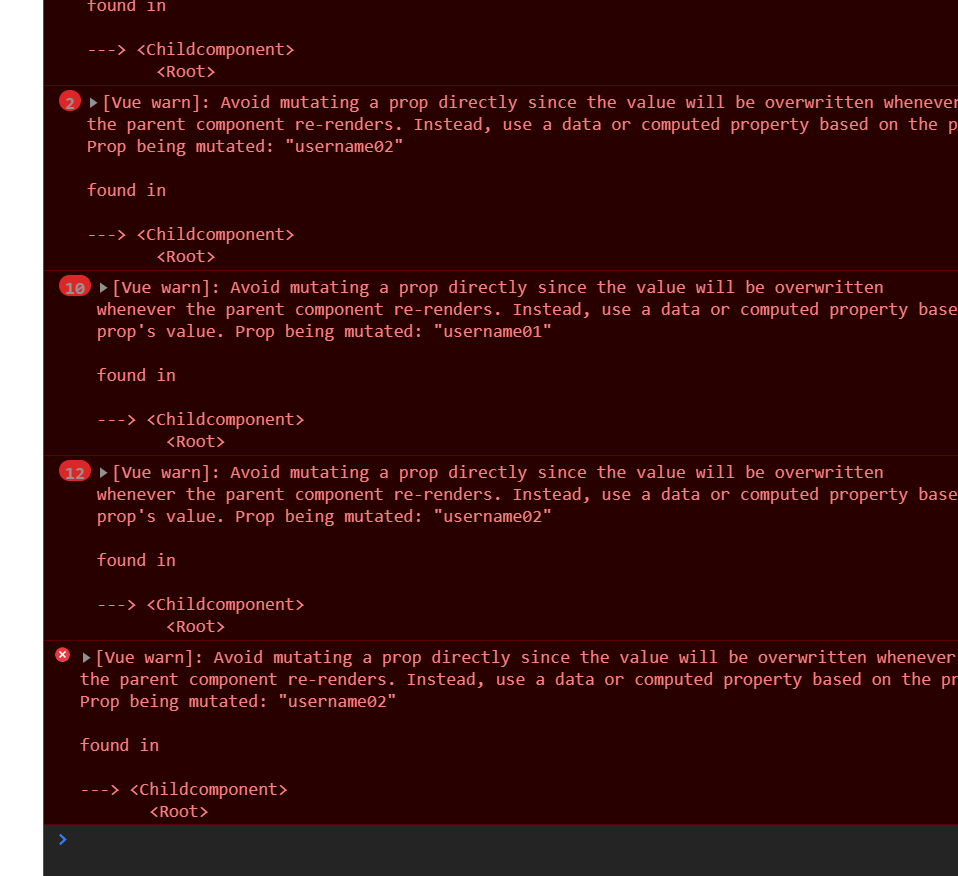 found in
---> <Childcomponent>
<Root>
2 ▶[Vue warn]: Avoid mutating a prop directly since the value will be overwritten whenever
the parent component re-renders. Instead, use a data or computed property based on the p
Prop being mutated: "username02"
found in
---> <Childcomponent>
<Root>
10 ▶[Vue warn]: Avoid mutating a prop directly since the value will be overwritten
whenever the parent component re-renders. Instead, use a data or computed property base
prop's value. Prop being mutated: "username01"
found in
---> <Childcomponent>
<Root>
12 ▶[Vue warn]: Avoid mutating a prop directly since the value will be overwritten
whenever the parent component re-renders. Instead, use a data or computed property base
prop's value. Prop being mutated: "username02"
found in
---> <Childcomponent>
<Root>
▶[Vue warn]: Avoid mutating a prop directly since the value will be overwritten whenever
the parent component re-renders. Instead, use a data or computed property based on the pr
Prop being mutated: "username02"
found in
---> <Childcomponent>
<Root>